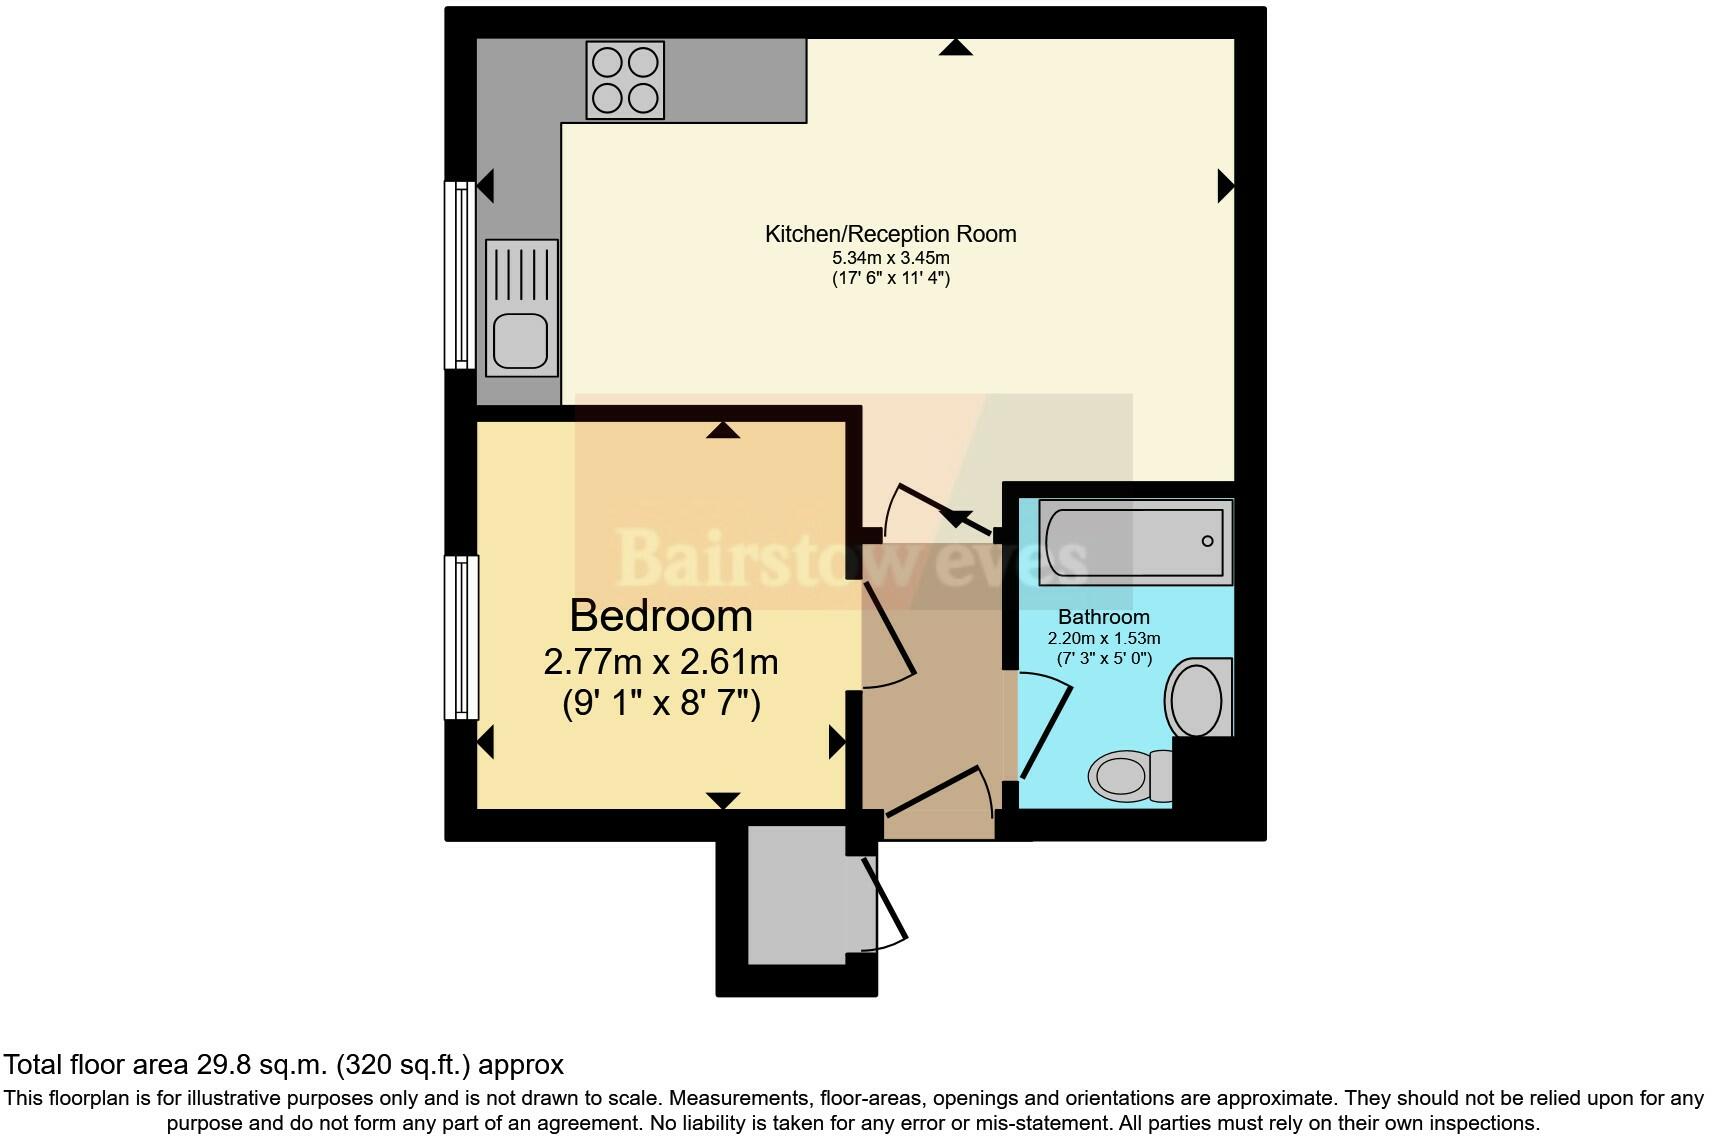 Kitchen/Reception Room
5.34m x 3.45m
(17' 6" x 11' 4")
Bairstow eves
Bedroom
2.77m x 2.61m
(9' 1" x 8' 7")
Bathroom
2.20m x 1.53m
(7' 3" x 5' 0")
Total floor area 29.8 sq.m. (320 sq.ft.) approx
This floorplan is for illustrative purposes only and is not drawn to scale. Measurements, floor-areas, openings and orientations are approximate. They should not be relied upon for any
purpose and do not form any part of an agreement. No liability is taken for any error or mis-statement. All parties must rely on their own inspections.